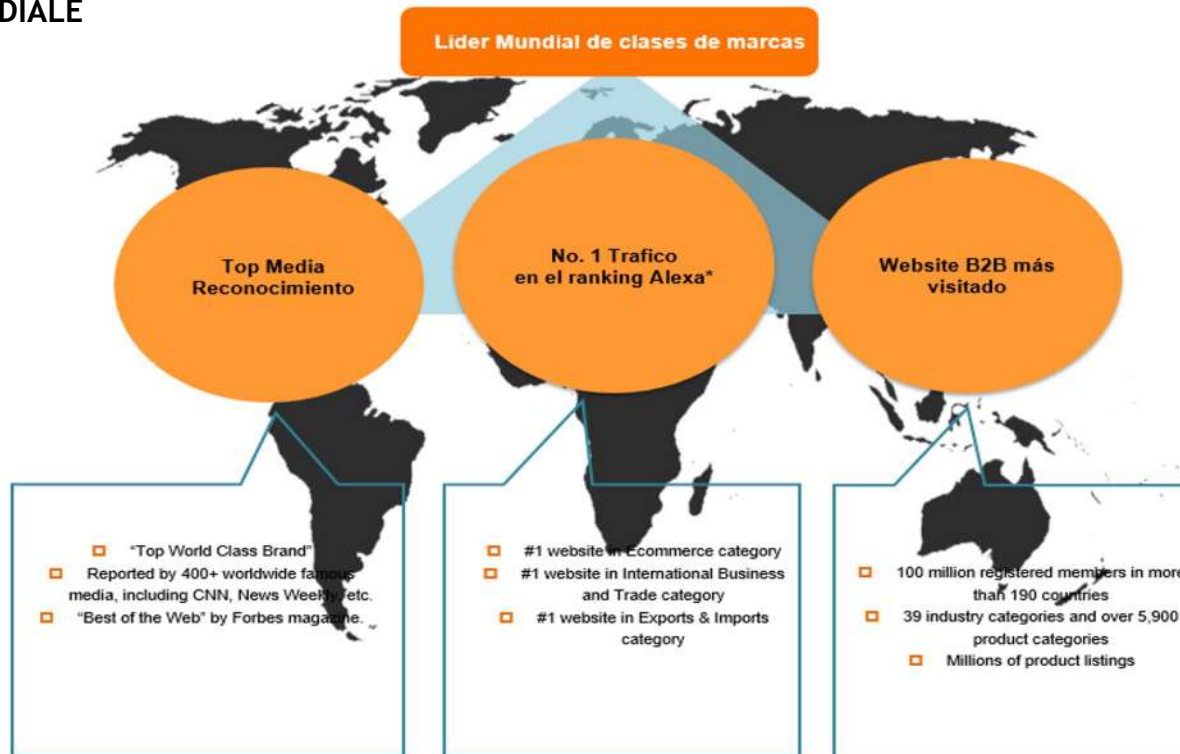 DIALE
Líder Mundial de clases de marcas
Top Media
Reconocimiento
No. 1 Trafico
en el ranking Alexa*
Website B2B más
visitado
“Top World Class Brand”
Reported by 400+ worldwide famous
media, including CNN, News Weekly, etc.
“Best of the Web” by Forbes magazine.
#1 website in Ecommerce category
#1 website in International Business
and Trade category
#1 website in Exports & Imports
category
100 million registered members in more
than 190 countries
39 industry categories and over 5,900
product categories
Millions of product listings